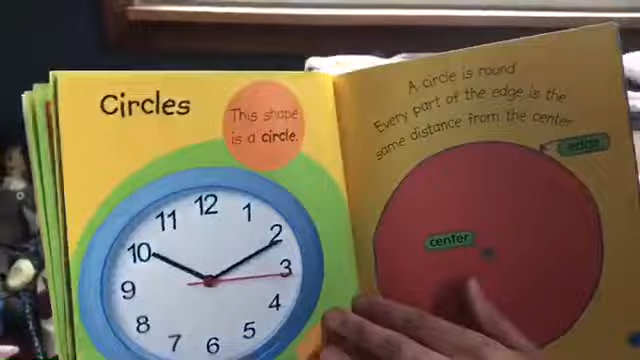 Circles
This shape
is a circle.
12
1
2
3
4
5
6
7
8
9
10
11
A circle is round
Every part of the edge is the
same distance from the center
edge
center